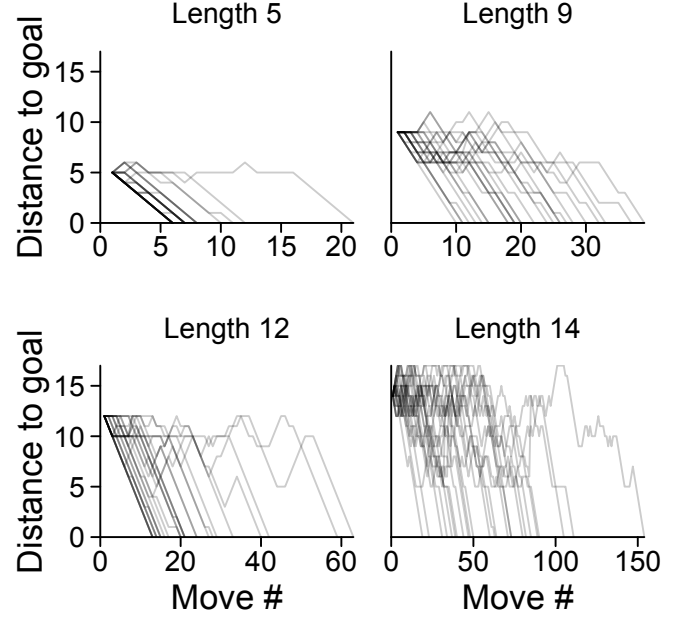 Length 5
Length 9
Distance to goal
15
10
5
0
0 5 10 15 20
0 10 20 30
Length 12
Length 14
Distance to goal
15
10
5
0
0 20 40 60
0 50 100 150
Move #
Move #